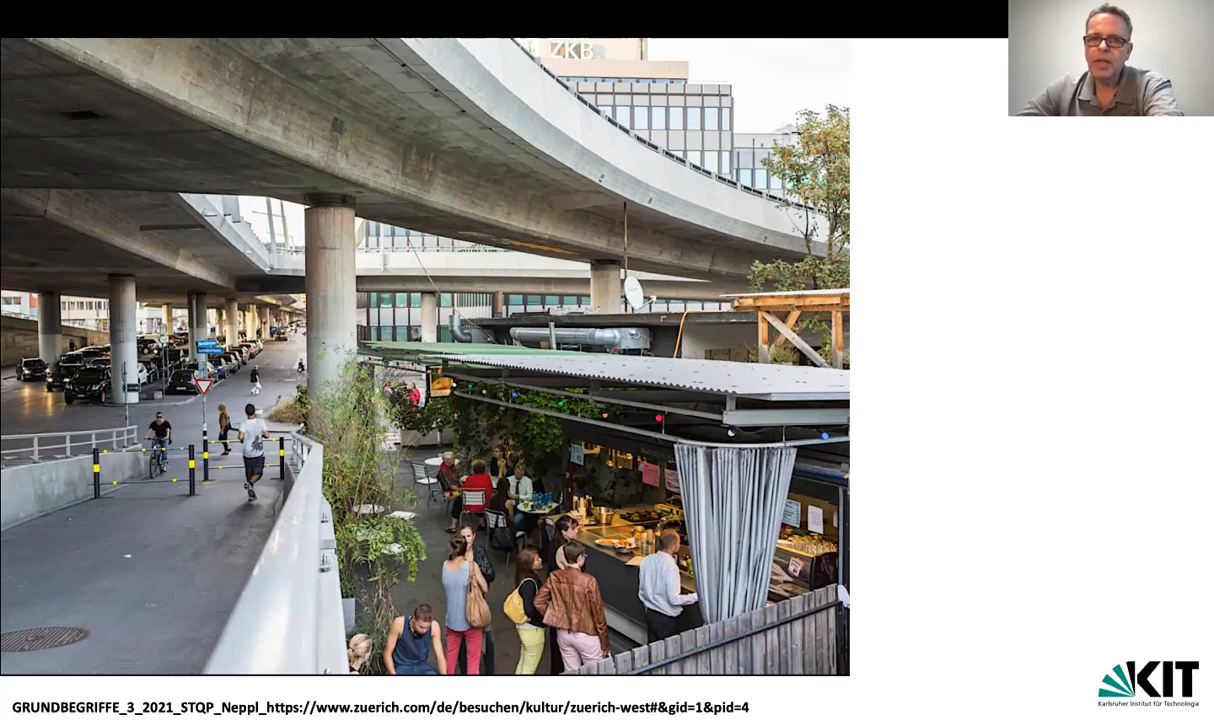 ZKB
GRUNDBEGRIFFE_3_2021_STQP_Neppl_https://www.zuerich.com/de/besuchen/kultur/zuerich-west#&gid=1&pid=4
KIT
Karlsruher Institut für Technologie